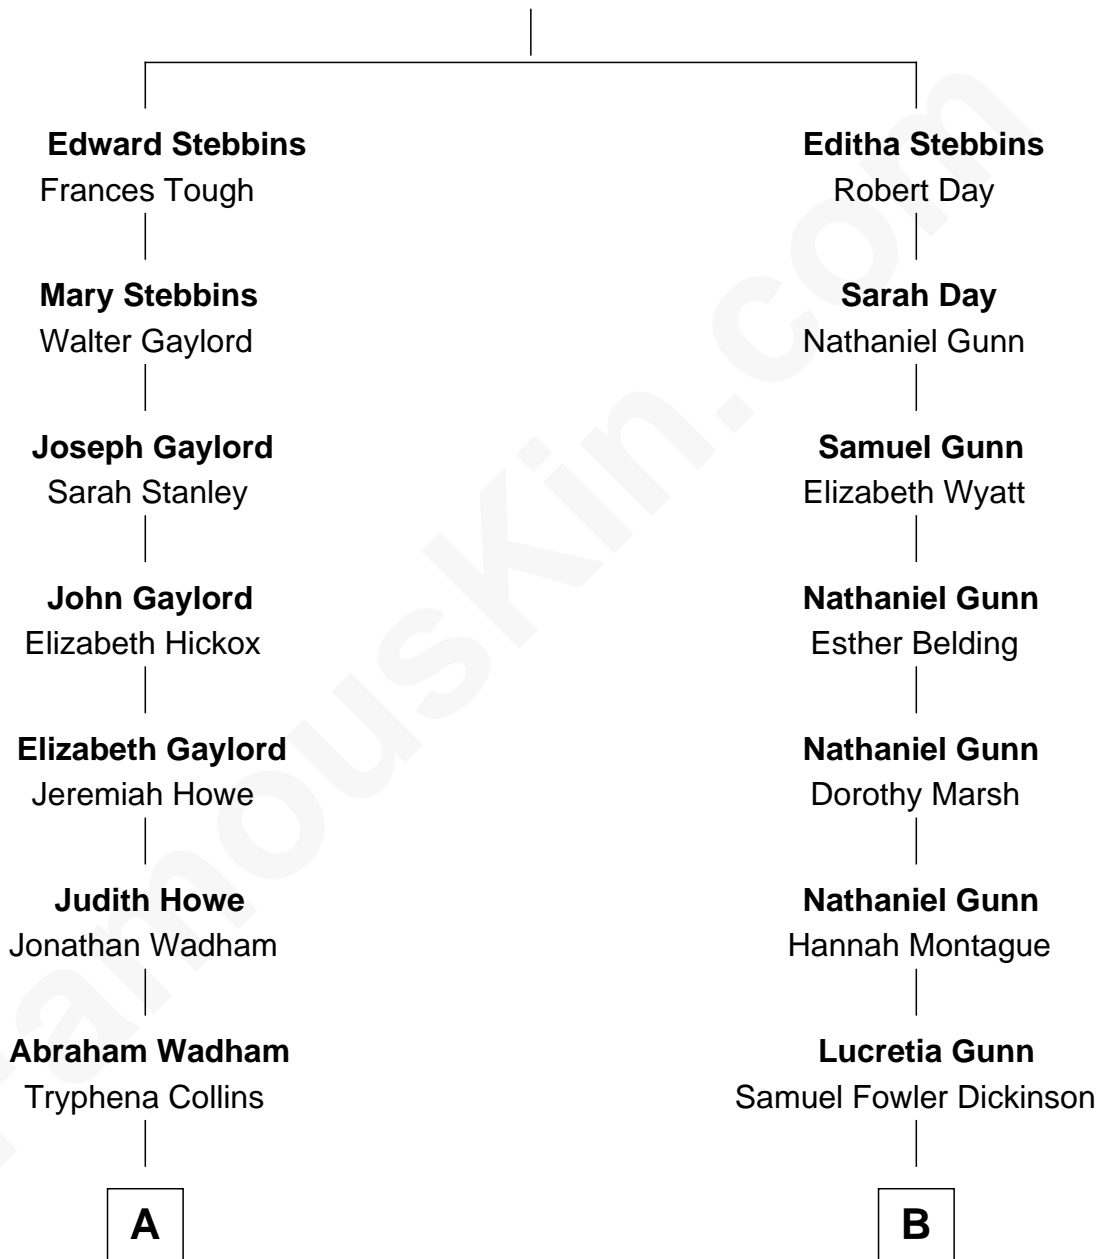 Edward Stebbins
Frances Tough
Mary Stebbins
Walter Gaylord
Joseph Gaylord
Sarah Stanley
John Gaylord
Elizabeth Hickox
Elizabeth Gaylord
Jeremiah Howe
Judith Howe
Jonathan Wadham
Abraham Wadham
Tryphena Collins
A
Editha Stebbins
Robert Day
Sarah Day
Nathaniel Gunn
Samuel Gunn
Elizabeth Wyatt
Nathaniel Gunn
Esther Belding
Nathaniel Gunn
Dorothy Marsh
Nathaniel Gunn
Hannah Montague
Lucretia Gunn
Samuel Fowler Dickinson
B
FamousKin.com